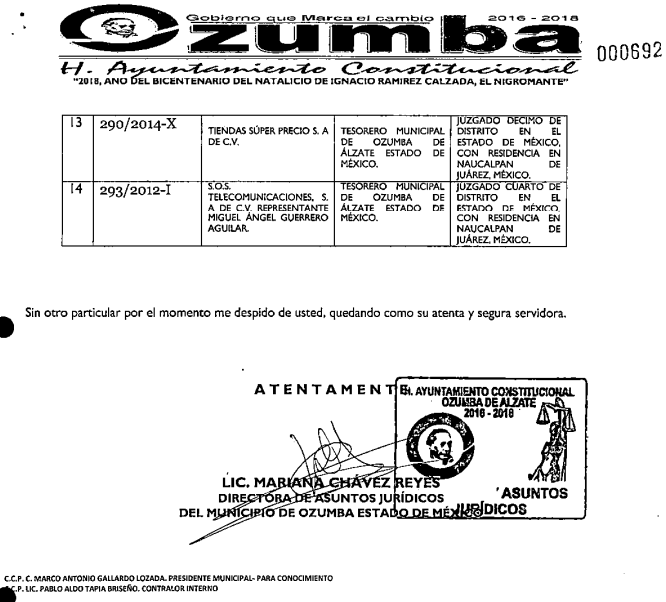 Gobierno que Marca el cambio 2016 - 2018
Ozumba
000692
H. Ayuntamiento Constitucional
"2018, AÑO DEL BICENTENARIO DEL NATALICIO DE IGNACIO RAMIREZ CALZADA, EL NIGROMANTE"
13 290/2014-X TIENDAS SÚPER PRECIO S. A DE C.V. TESORERO MUNICIPAL DE OZUMBA DE ÁLZATE ESTADO DE MÉXICO. JUZGADO DECIMO DE DISTRITO EN EL ESTADO DE MÉXICO, CON RESIDENCIA EN NAUCALPAN DE JUÁREZ, MÉXICO.
14 293/2012-I S.O.S. TELECOMUNICACIONES, S. A DE C.V. REPRESENTANTE MIGUEL ÁNGEL GUERRERO AGUILAR. TESORERO MUNICIPAL DE OZUMBA DE ÁLZATE ESTADO DE MÉXICO. JUZGADO CUARTO DE DISTRITO EN EL ESTADO DE MÉXICO, CON RESIDENCIA EN NAUCALPAN DE JUÁREZ, MÉXICO.
Sin otro particular por el momento me despido de usted, quedando como su atenta y segura servidora.
ATENTAMENTE
H. AYUNTAMIENTO CONSTITUCIONAL
OZUMBA DE ALZATE
2016 - 2018
ASUNTOS
JURÍDICOS
LIC. MARIANA CHÁVEZ REYES
DIRECTORA DE ASUNTOS JURÍDICOS
DEL MUNICIPIO DE OZUMBA ESTADO DE MÉXICO
C.C.P. C. MARCO ANTONIO GALLARDO LOZADA. PRESIDENTE MUNICIPAL- PARA CONOCIMIENTO
C.P. LIC. PABLO ALDO TAPIA BRISEÑO. CONTRALOR INTERNO